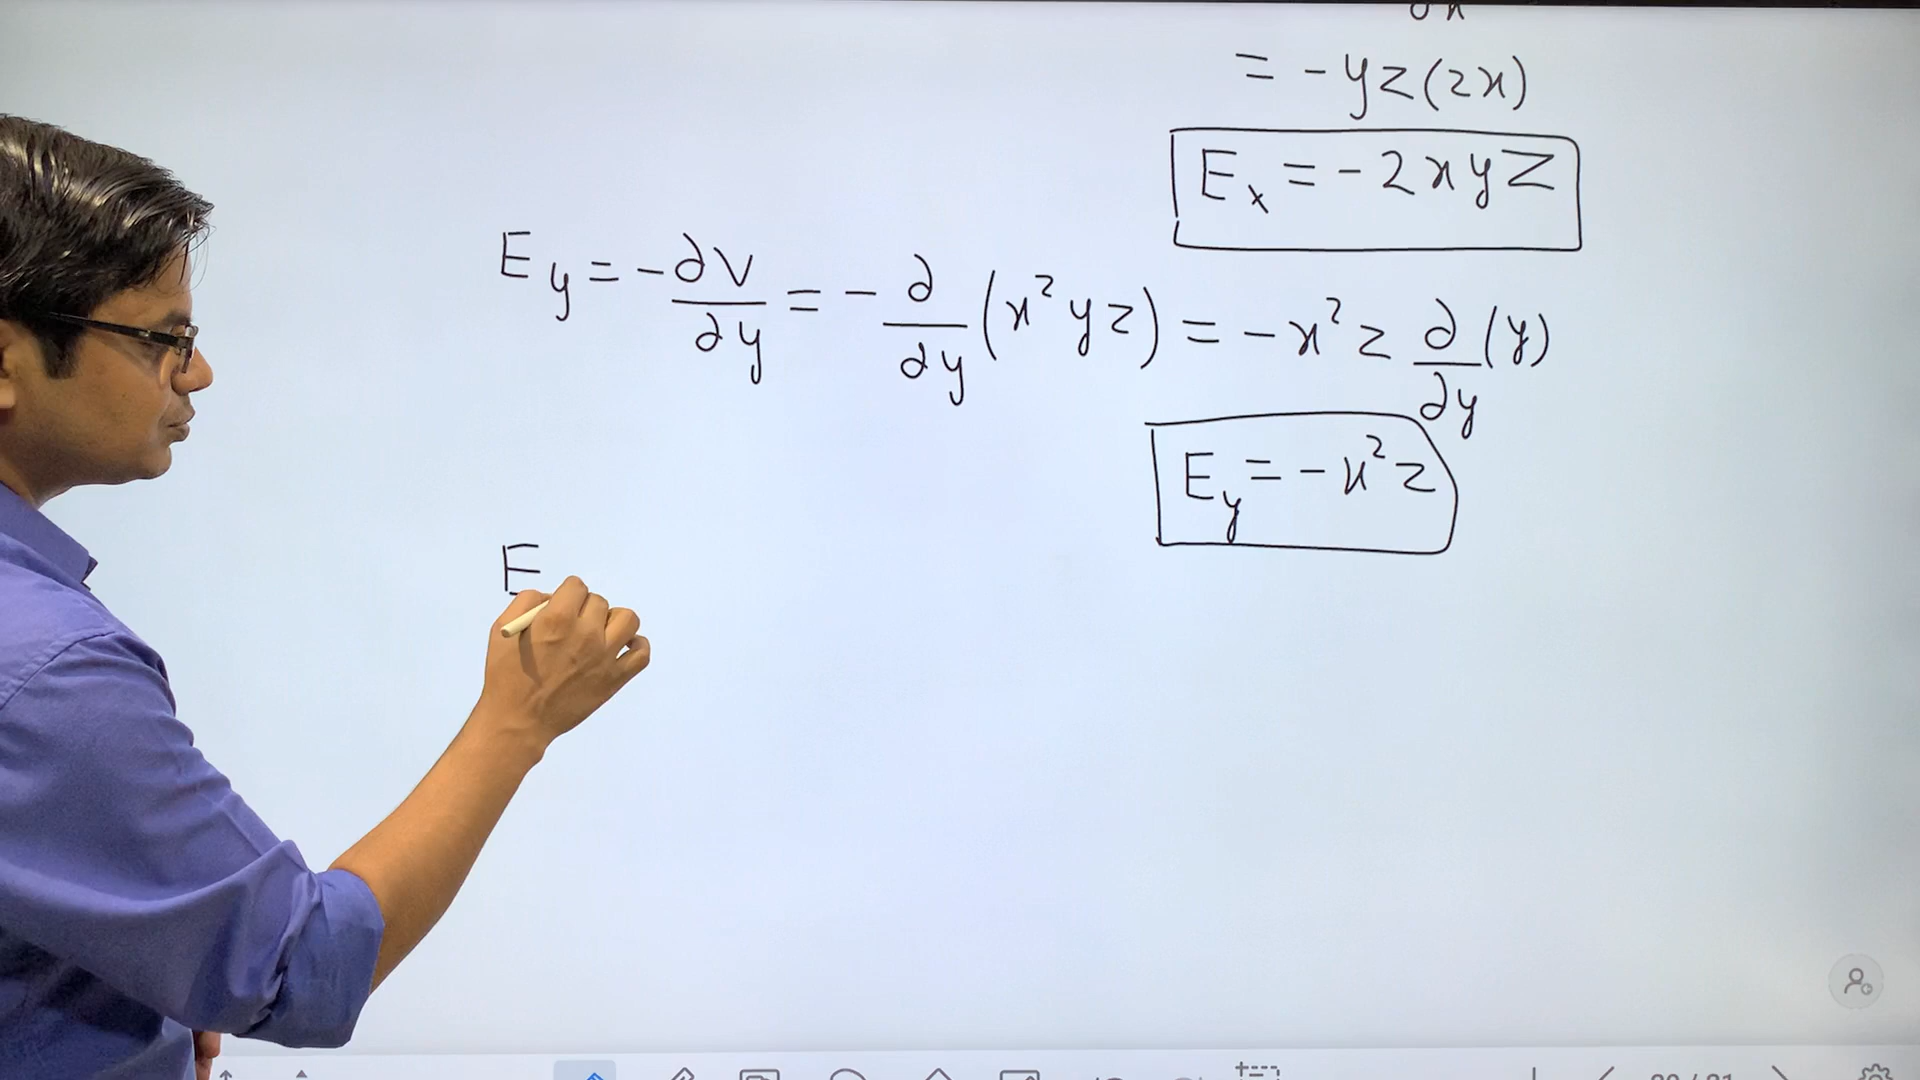 = -yz(2x)
Ex = -2xyz
Ey = -∂V/∂y = -∂/∂y (x²yz) = -x²z ∂/∂y (y)
Ey = -x²z
E